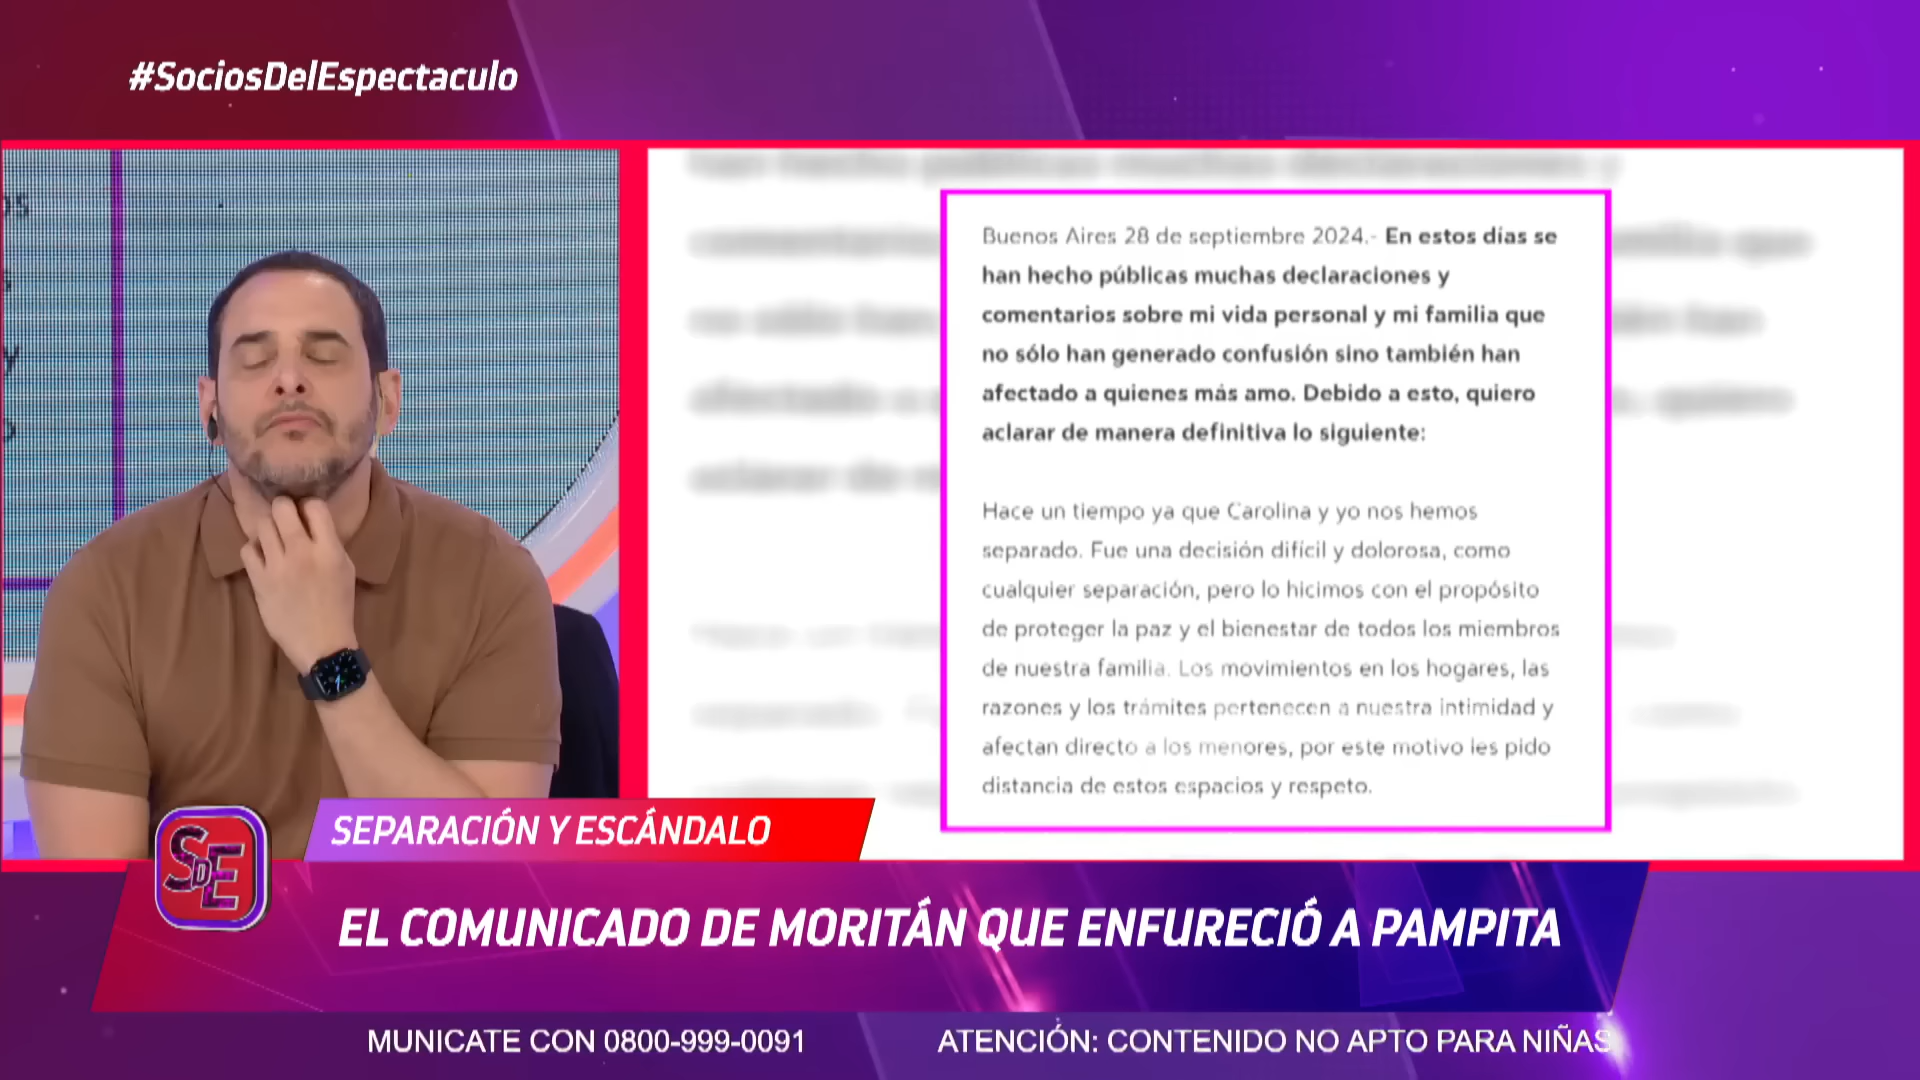 #SociosDelEspectaculo
Buenos Aires 28 de septiembre 2024.- En estos días se
han hecho públicas muchas declaraciones y
comentarios sobre mi vida personal y mi familia que
no sólo han generado confusión sino también han
afectado a quienes más amo. Debido a esto, quiero
aclarar de manera definitiva lo siguiente:
Hace un tiempo ya que Carolina y yo nos hemos
separado. Fue una decisión difícil y dolorosa, como
cualquier separación, pero lo hicimos con el propósito
de proteger la paz y el bienestar de todos los miembros
de nuestra familia. Los movimientos en los hogares, las
razones y los trámites pertenecen a nuestra intimidad y
afectan directo a los menores, por este motivo les pido
distancia de estos espacios y respeto.
SEPARACIÓN Y ESCÁNDALO
SDE
EL COMUNICADO DE MORITÁN QUE ENFURECIÓ A PAMPITA
MUNICATE CON 0800-999-0091 ATENCIÓN: CONTENIDO NO APTO PARA NIÑAS